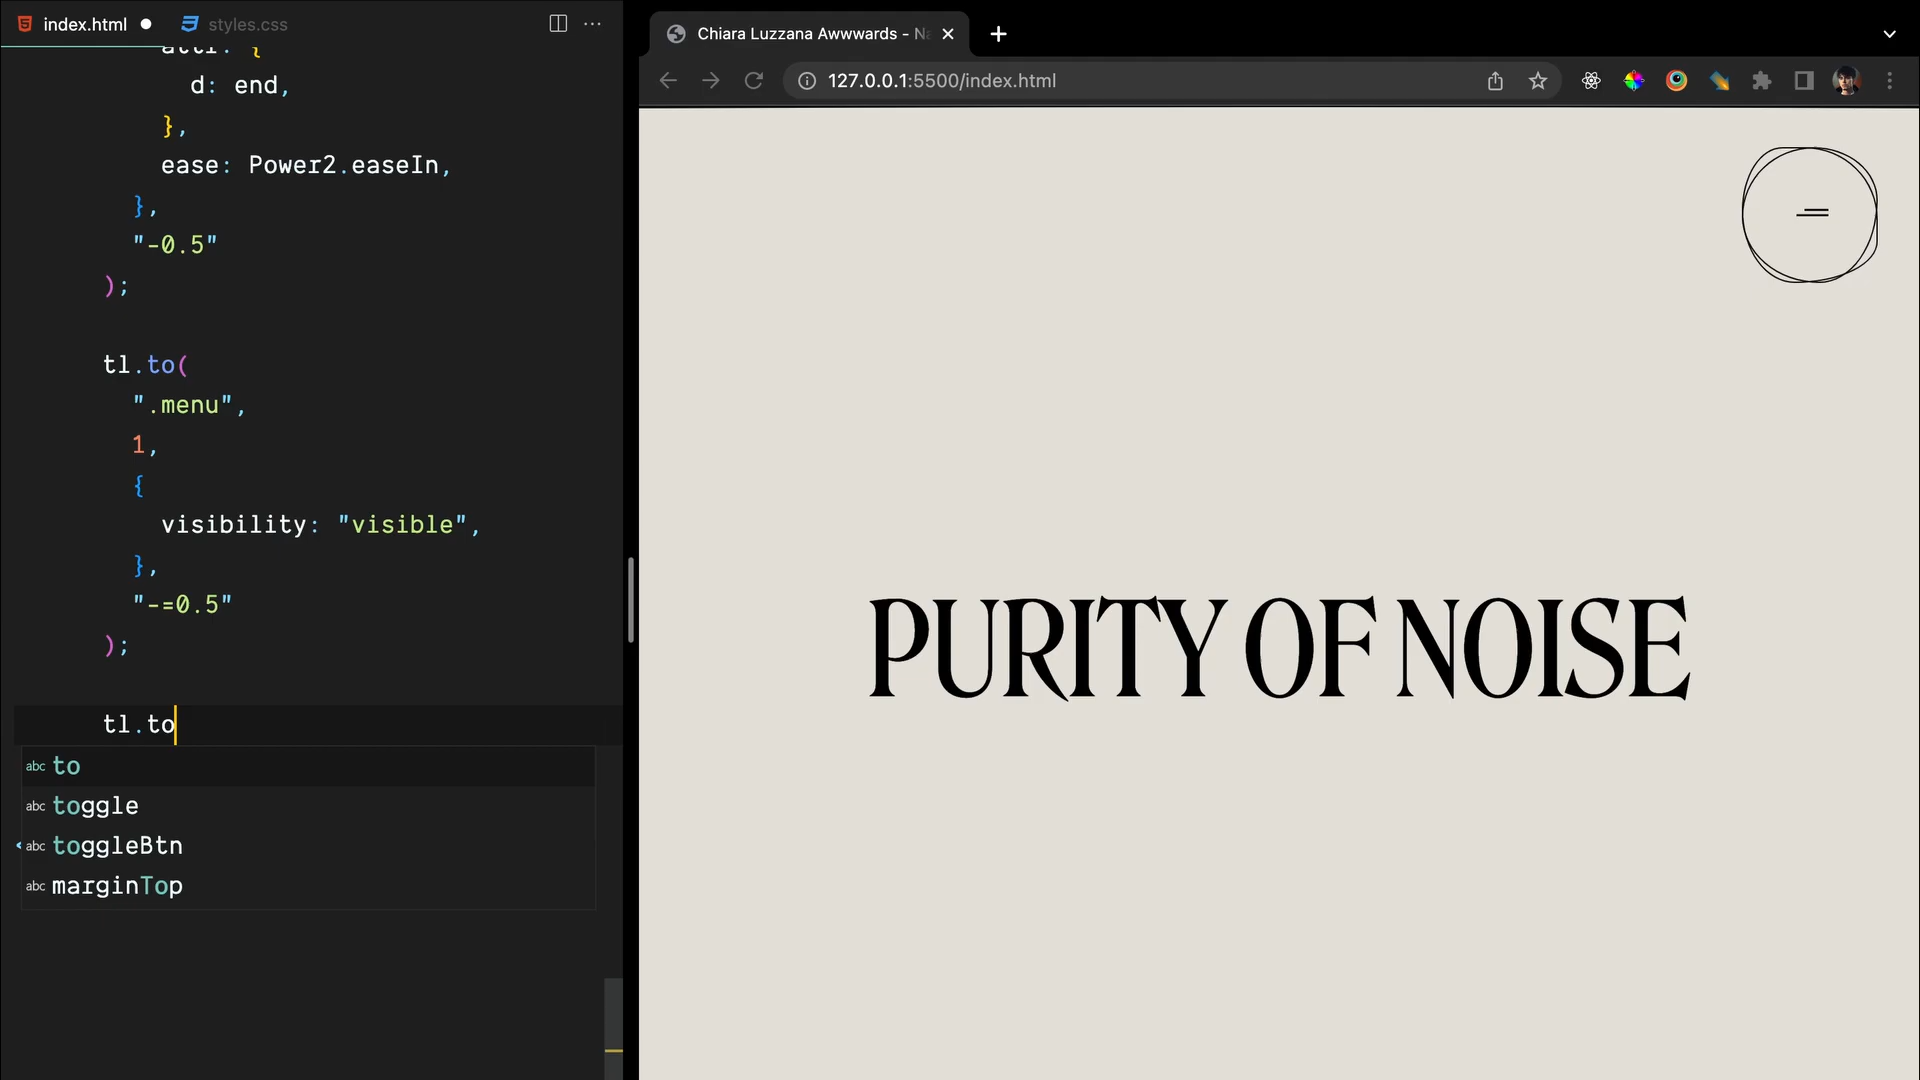 index.html
styles.css
attr: {
d: end,
},
ease: Power2.easeIn,
},
"-0.5"
);
tl.to(
".menu",
1,
{
visibility: "visible",
},
"-=0.5"
);
tl.to
abc to
abc toggle
abc toggleBtn
abc marginTop
Chiara Luzzana Awwwards - Na
127.0.0.1:5500/index.html
PURITY OF NOISE